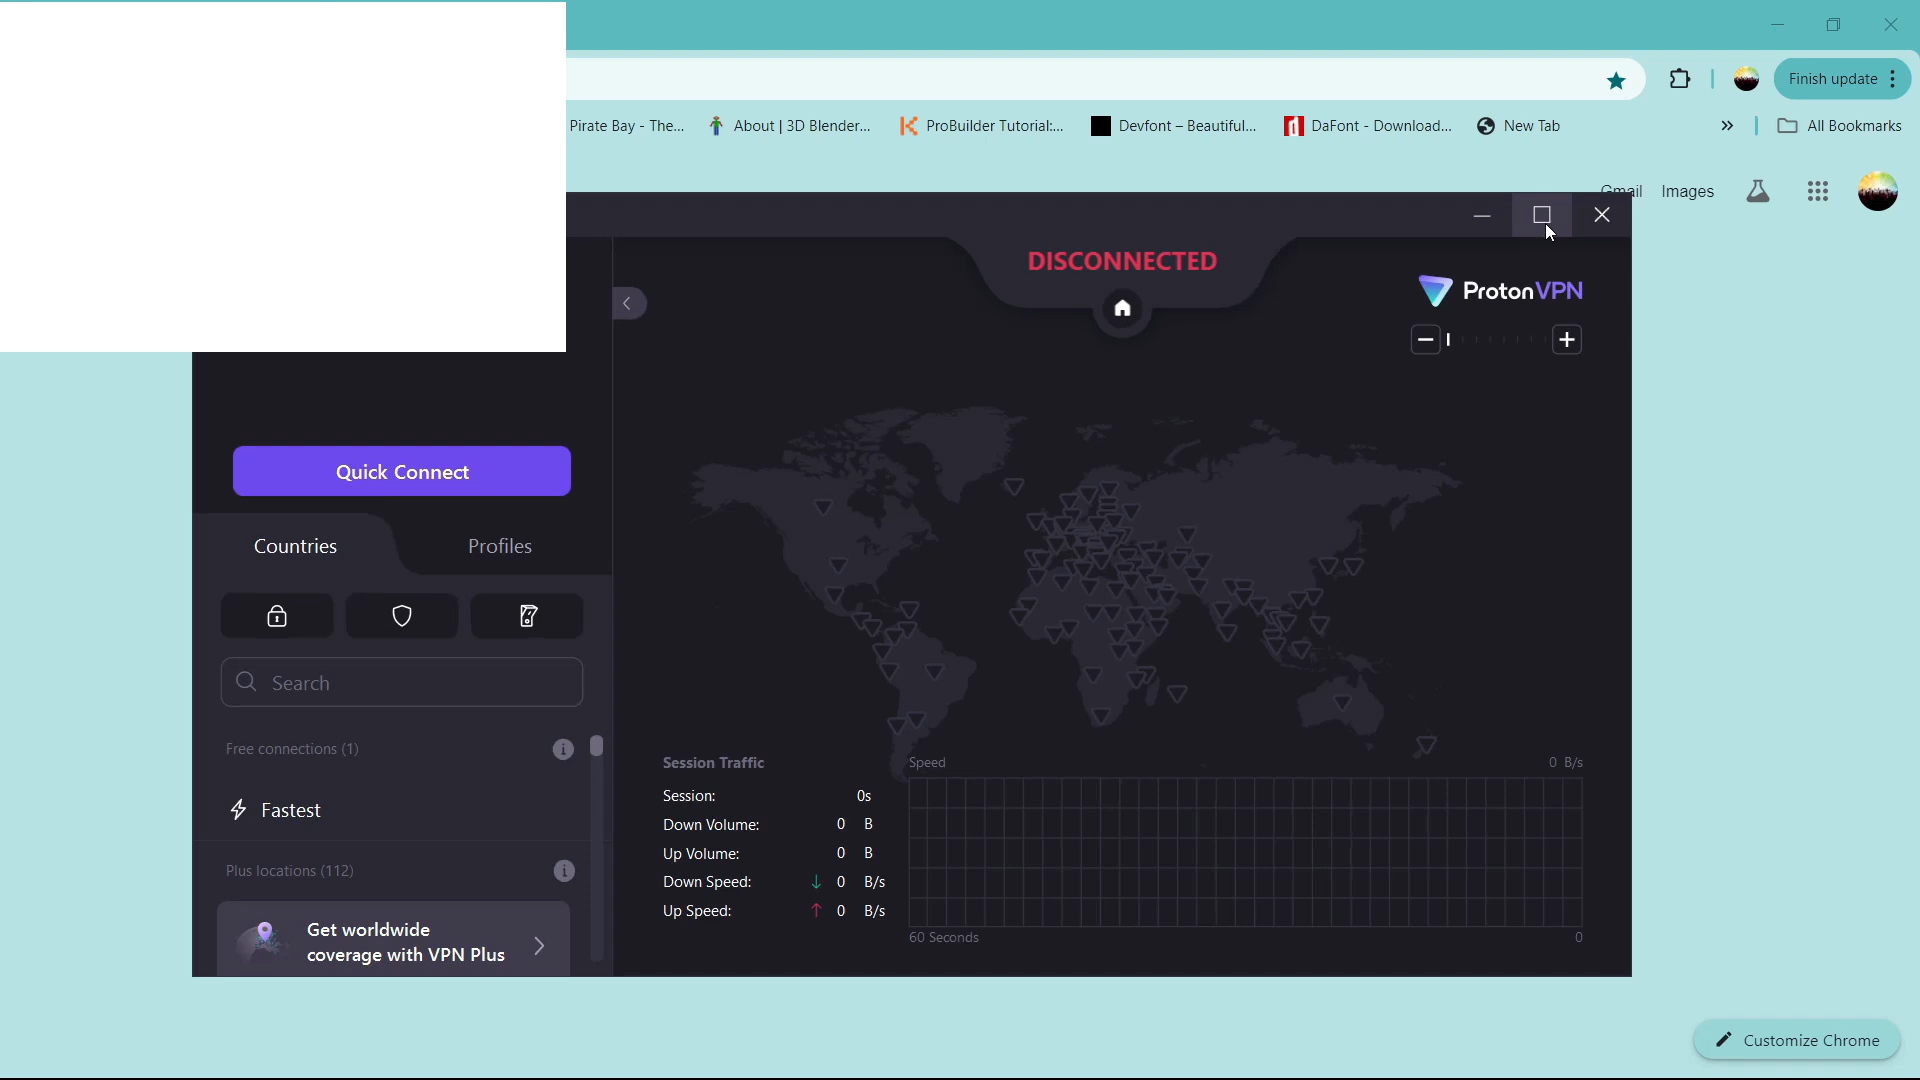 Finish update
Pirate Bay - The...
About | 3D Blender...
ProBuilder Tutorial:...
Devfont – Beautiful...
DaFont - Download...
New Tab
All Bookmarks
Gmail
Images
DISCONNECTED
ProtonVPN
Quick Connect
Countries
Profiles
Search
Free connections (1)
Fastest
Plus locations (112)
Get worldwide
coverage with VPN Plus
Session Traffic
Session: 0s
Down Volume: 0 B
Up Volume: 0 B
Down Speed: ↓ 0 B/s
Up Speed: ↑ 0 B/s
Speed
0 B/s
60 Seconds
0
Customize Chrome